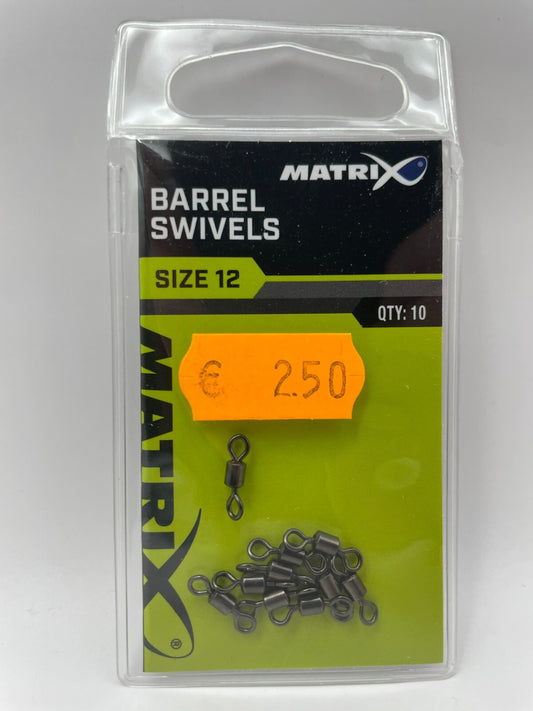 MATRIX
BARREL
SWIVELS
SIZE 12
QTY: 10
€ 2.50
MATRIX
®